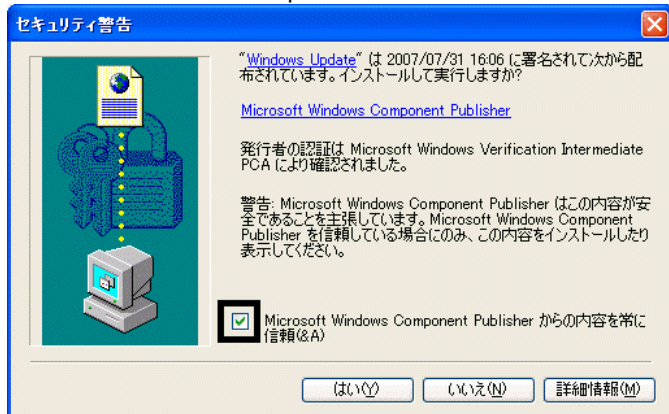 セキュリティ警告
"Windows Update" は 2007/07/31 16:06 に署名されて次から配
布されています。インストールして実行しますか?
Microsoft Windows Component Publisher
発行者の認証は Microsoft Windows Verification Intermediate
PCA により確認されました。
警告: Microsoft Windows Component Publisher はこの内容が安
全であることを主張しています。Microsoft Windows Component
Publisher を信頼している場合にのみ、この内容をインストールしたり
表示してください。
Microsoft Windows Component Publisher からの内容を常に
信頼(&A)
はい(Y) いいえ(N) 詳細情報(M)